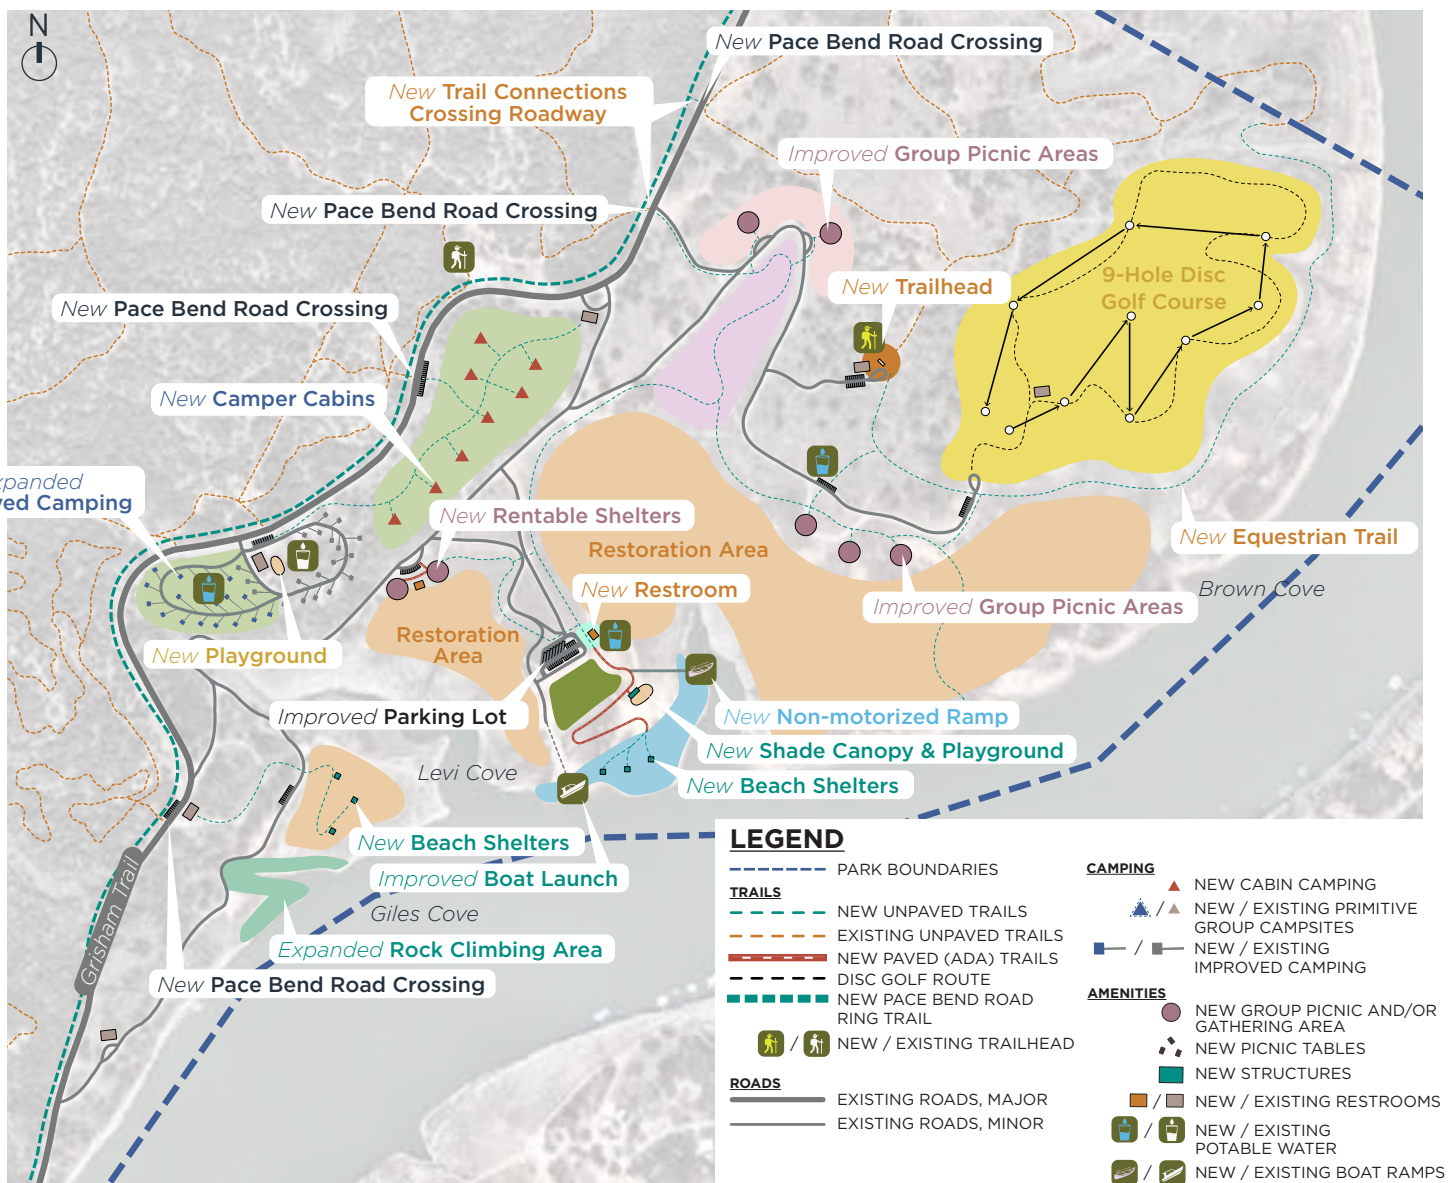 N
New Pace Bend Road Crossing
New Trail Connections
Crossing Roadway
Improved Group Picnic Areas
New Pace Bend Road Crossing
9-Hole Disc
Golf Course
New Trailhead
New Pace Bend Road Crossing
New Camper Cabins
xpanded
ved Camping
New Rentable Shelters
New Equestrian Trail
Restoration Area
Brown Cove
New Restroom
Improved Group Picnic Areas
Restoration
Area
New Playground
Improved Parking Lot
New Non-motorized Ramp
New Shade Canopy & Playground
Levi Cove
New Beach Shelters
New Beach Shelters
Improved Boat Launch
Giles Cove
Grisham Trail
Expanded Rock Climbing Area
New Pace Bend Road Crossing
LEGEND
PARK BOUNDARIES
TRAILS
NEW UNPAVED TRAILS
EXISTING UNPAVED TRAILS
NEW PAVED (ADA) TRAILS
DISC GOLF ROUTE
NEW PACE BEND ROAD
RING TRAIL
/ NEW / EXISTING TRAILHEAD
ROADS
EXISTING ROADS, MAJOR
EXISTING ROADS, MINOR
CAMPING
NEW CABIN CAMPING
/ NEW / EXISTING PRIMITIVE
GROUP CAMPSITES
/ NEW / EXISTING
IMPROVED CAMPING
AMENITIES
NEW GROUP PICNIC AND/OR
GATHERING AREA
NEW PICNIC TABLES
NEW STRUCTURES
/ NEW / EXISTING RESTROOMS
/ NEW / EXISTING
POTABLE WATER
/ NEW / EXISTING BOAT RAMPS